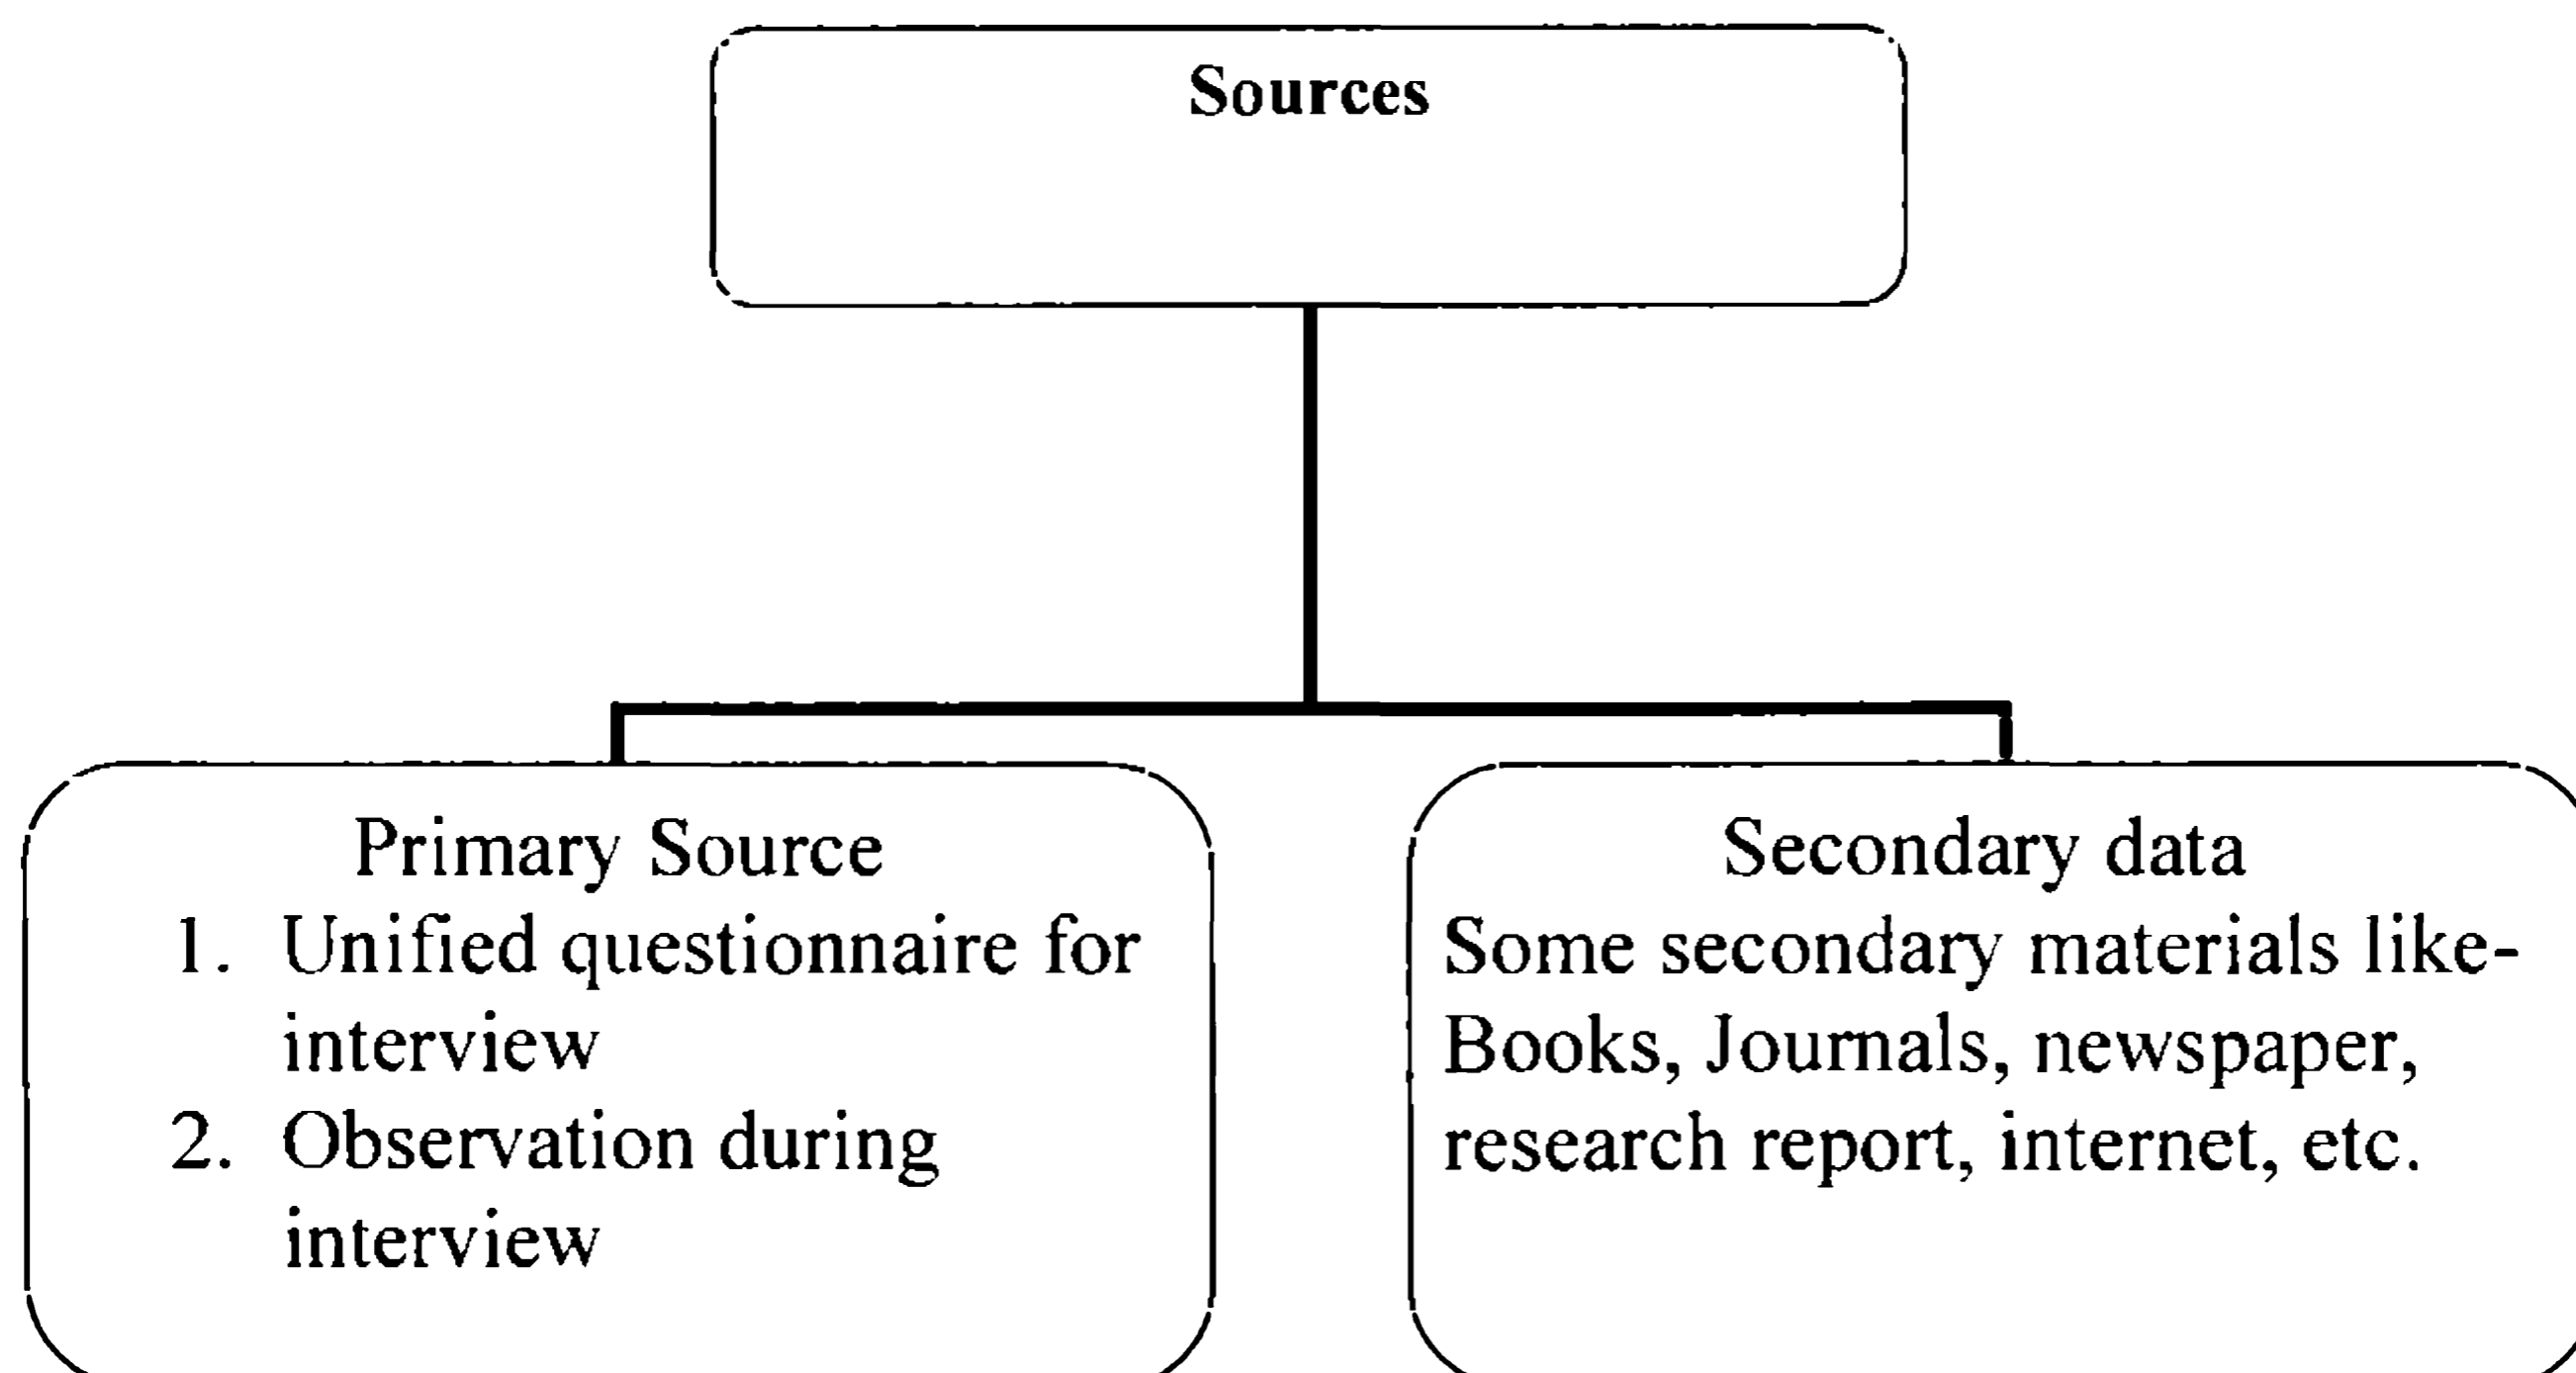 Sources
Primary Source
1. Unified questionnaire for
interview
2. Observation during
interview
Secondary data
Some secondary materials like-
Books, Journals, newspaper,
research report, internet, etc.